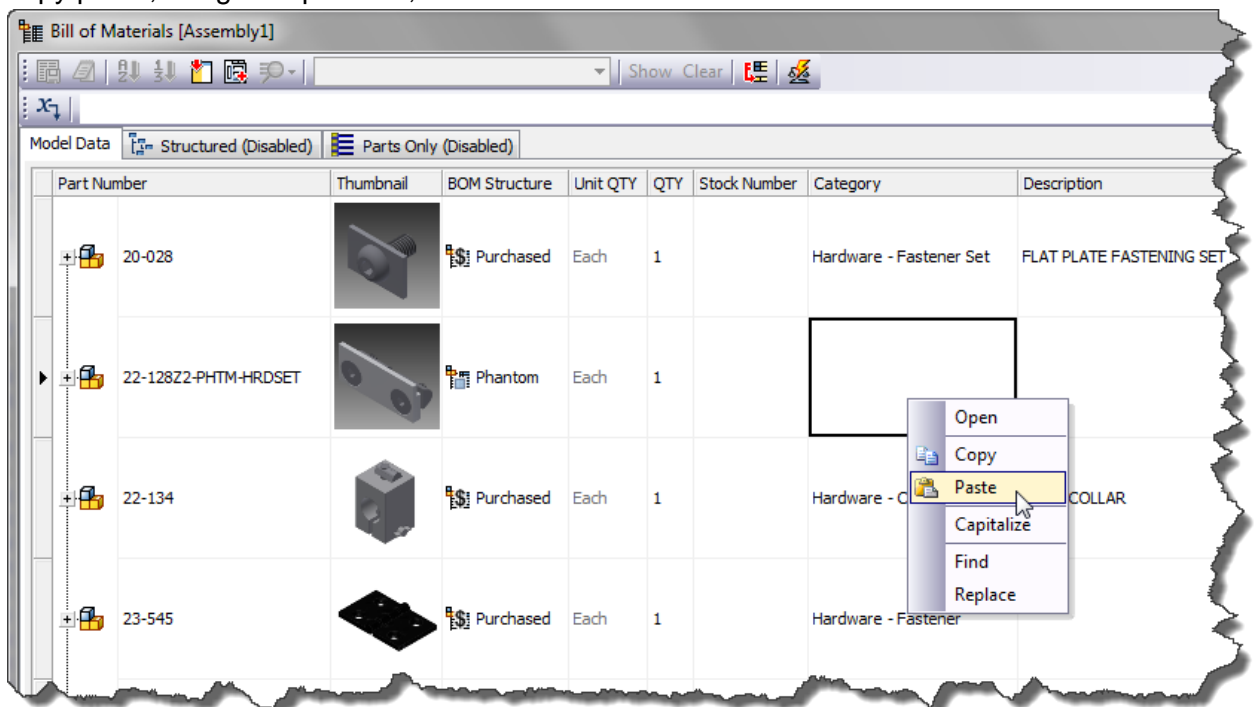 Bill of Materials [Assembly1]
Show Clear
Model Data Structured (Disabled) Parts Only (Disabled)
Part Number Thumbnail BOM Structure Unit QTY QTY Stock Number Category Description
20-028 Purchased Each 1 Hardware - Fastener Set FLAT PLATE FASTENING SET
22-128Z2-PHTM-HRDSET Phantom Each 1
Open
Copy
Paste
Capitalize
Find
Replace
22-134 Purchased Each 1 Hardware - C COLLAR
23-545 Purchased Each 1 Hardware - Fastener